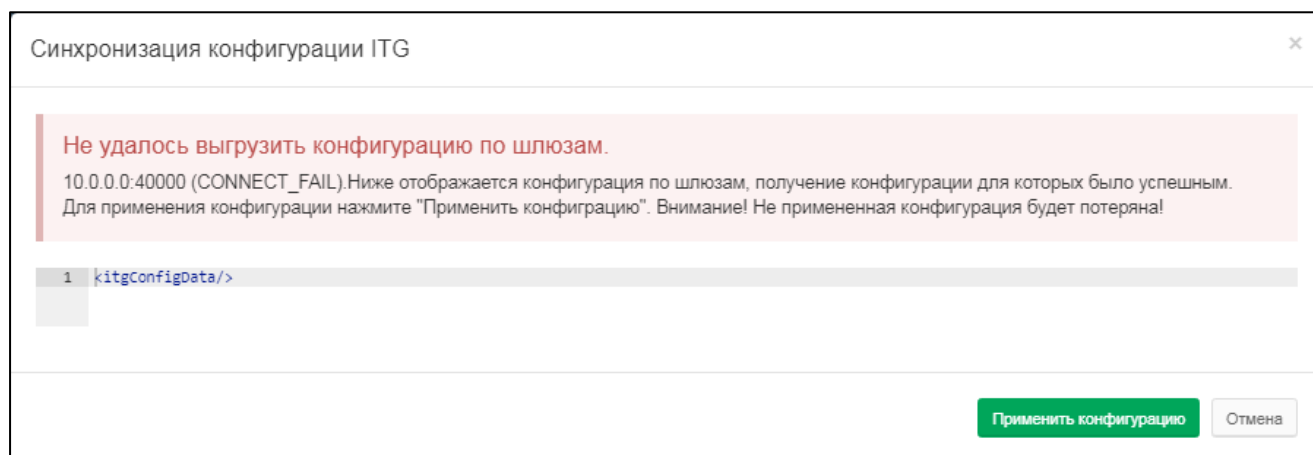 Синхронизация конфигурации ITG
×
Не удалось выгрузить конфигурацию по шлюзам.
10.0.0.0:40000 (CONNECT_FAIL).Ниже отображается конфигурация по шлюзам, получение конфигурации для которых было успешным.
Для применения конфигурации нажмите "Применить конфиграцию". Внимание! Не примененная конфигурация будет потеряна!
1 <itgConfigData/>
Применить конфигурацию Отмена